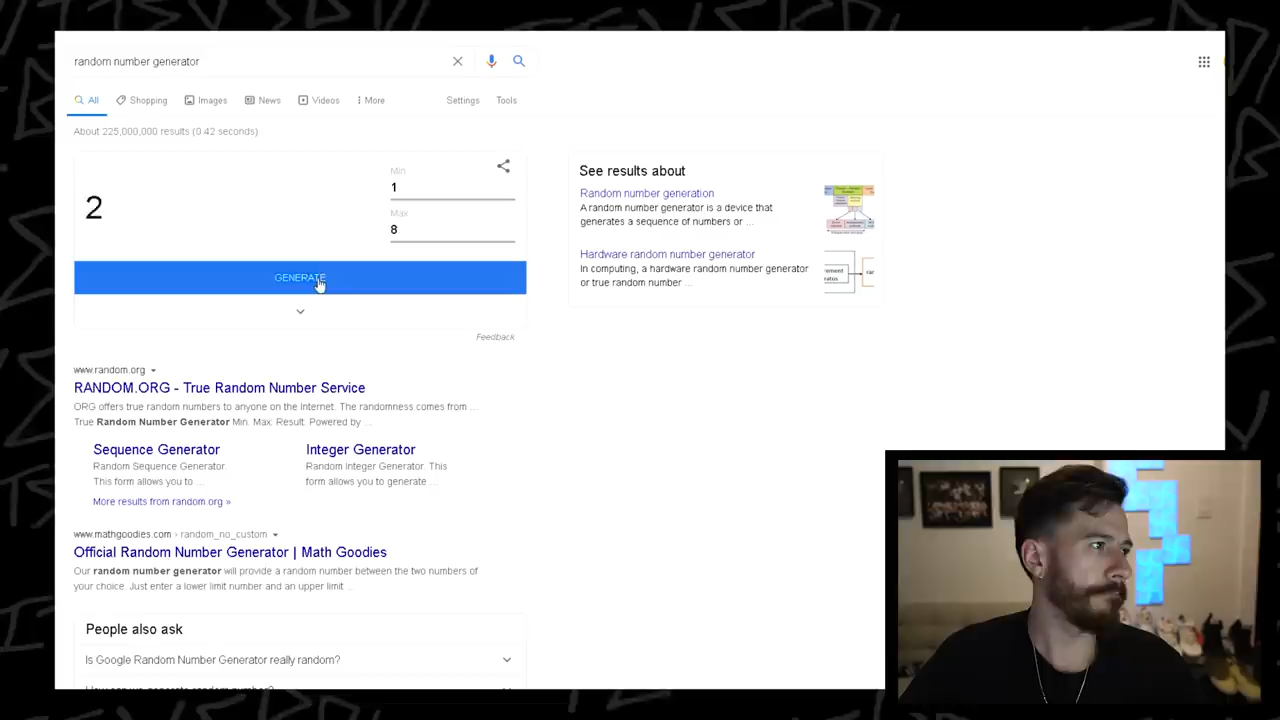 random number generator
All
Shopping
Images
News
Videos
More
Settings
Tools
About 225,000,000 results (0.42 seconds)
2
Min
1
Max
8
GENERATE
Feedback
See results about
Random number generation
A random number generator is a device that
generates a sequence of numbers or ...
Hardware random number generator
In computing, a hardware random number generator
or true random number ...
www.random.org
RANDOM.ORG - True Random Number Service
ORG offers true random numbers to anyone on the Internet. The randomness comes from ...
True Random Number Generator Min. Max. Result. Powered by ...
Sequence Generator
Random Sequence Generator.
This form allows you to ...
Integer Generator
Random Integer Generator. This
form allows you to generate ...
More results from random.org »
www.mathgoodies.com › random_no_custom
Official Random Number Generator | Math Goodies
Our random number generator will provide a random number between the two numbers of
your choice. Just enter a lower limit number and an upper limit ...
People also ask
Is Google Random Number Generator really random?